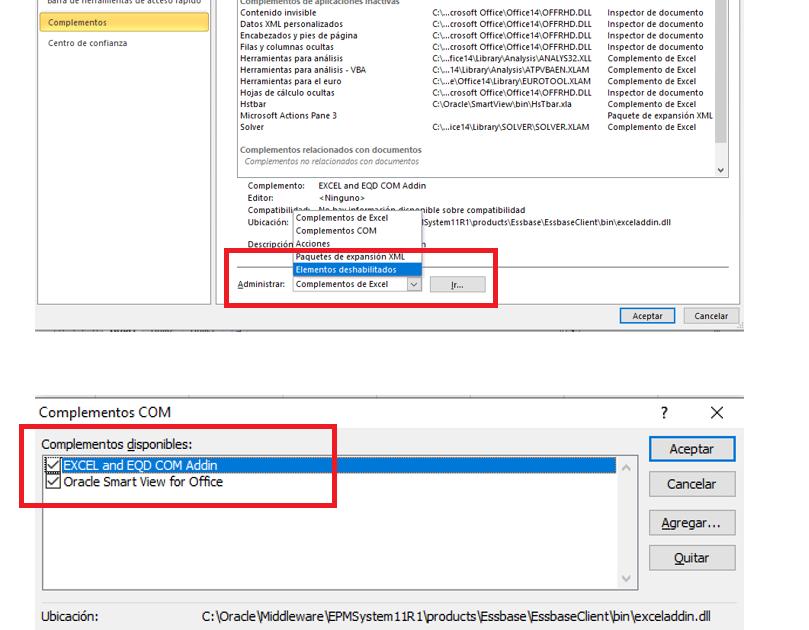 Barra de herramientas de acceso rápido
Complementos
Centro de confianza
Complementos de aplicaciones inactivas
Contenido invisible C:\...crosoft Office\Office14\OFFRHD.DLL Inspector de documento
Datos XML personalizados C:\...crosoft Office\Office14\OFFRHD.DLL Inspector de documento
Encabezados y pies de página C:\...crosoft Office\Office14\OFFRHD.DLL Inspector de documento
Filas y columnas ocultas C:\...crosoft Office\Office14\OFFRHD.DLL Inspector de documento
Herramientas para análisis C:\...fice14\Library\Analysis\ANALYS32.XLL Complemento de Excel
Herramientas para análisis - VBA C:\...14\Library\Analysis\ATPVBAEN.XLAM Complemento de Excel
Herramientas para el euro C:\...e\Office14\Library\EUROTOOL.XLAM Complemento de Excel
Hojas de cálculo ocultas C:\...crosoft Office\Office14\OFFRHD.DLL Inspector de documento
Hstbar C:\Oracle\SmartView\bin\HsTbar.xla Complemento de Excel
Microsoft Actions Pane 3 Paquete de expansión XML
Solver C:\...ice14\Library\SOLVER\SOLVER.XLAM Complemento de Excel
Complementos relacionados con documentos
Complementos no relacionados con documentos
Complemento: EXCEL and EQD COM Addin
Editor: <Ninguno>
Compatibilidad: No hay información disponible sobre compatibilidad
Ubicación: System11R1\products\Essbase\EssbaseClient\bin\exceladdin.dll
Descripción
Complementos de Excel
Complementos COM
Acciones
Paquetes de expansión XML
Elementos deshabilitados
Administrar: Complementos de Excel Ir...
Aceptar Cancelar
Complementos COM ? X
Complementos disponibles:
EXCEL and EQD COM Addin
Oracle Smart View for Office
Aceptar
Cancelar
Agregar...
Quitar
Ubicación: C:\Oracle\Middleware\EPMSystem11R1\products\Essbase\EssbaseClient\bin\exceladdin.dll